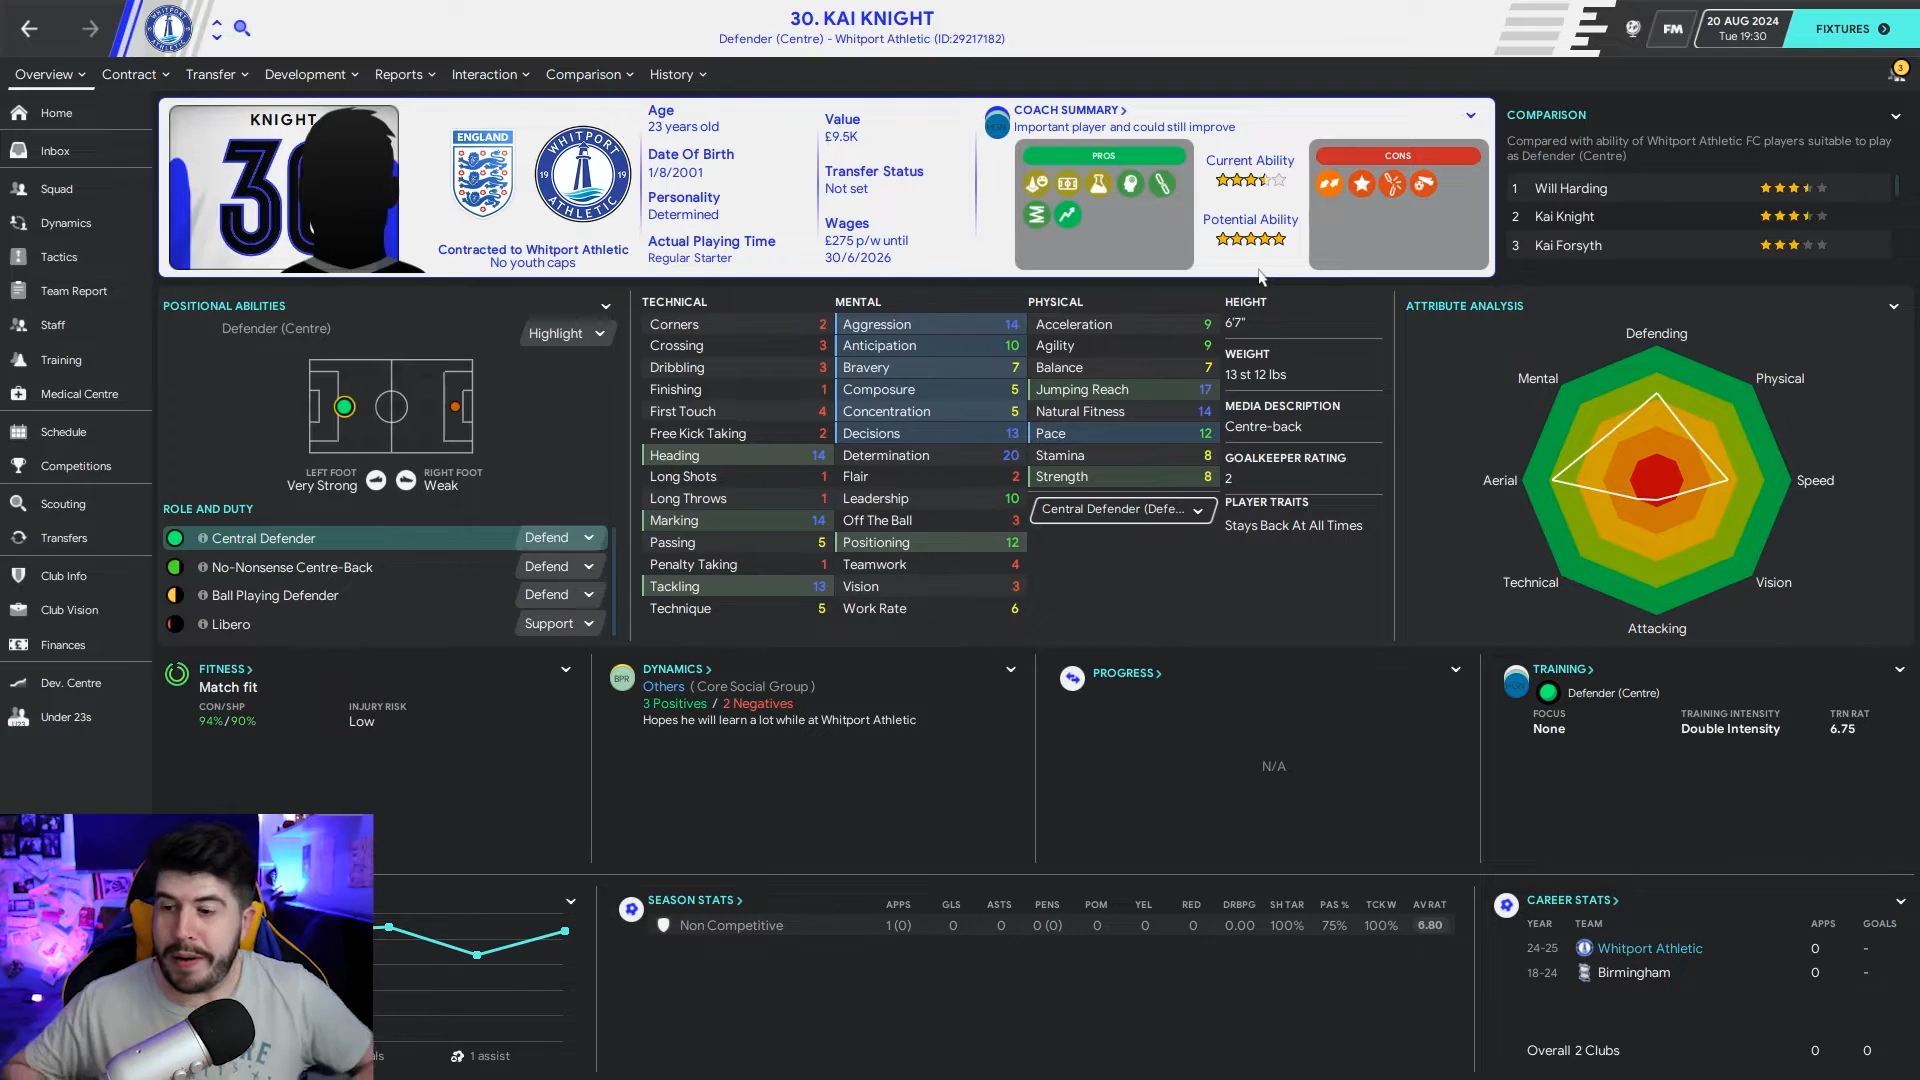 30. KAI KNIGHT
Defender (Centre) - Whitport Athletic (ID:29217182)
FM
20 AUG 2024
Tue 19:30
FIXTURES
Overview
Contract
Transfer
Development
Reports
Interaction
Comparison
History
3
Home
Inbox
Squad
Dynamics
Tactics
Team Report
Staff
Training
Medical Centre
Schedule
Competitions
Scouting
Transfers
Club Info
Club Vision
Finances
Dev. Centre
U23
Under 23s
KNIGHT
30
ENGLAND
WHITPORT
19 19
ATHLETIC
Contracted to Whitport Athletic
No youth caps
Age
23 years old
Date Of Birth
1/8/2001
Personality
Determined
Actual Playing Time
Regular Starter
Value
£9.5K
Transfer Status
Not set
Wages
£275 p/w until
30/6/2026
COACH SUMMARY
Important player and could still improve
PROS
Current Ability
Potential Ability
CONS
COMPARISON
Compared with ability of Whitport Athletic FC players suitable to play
as Defender (Centre)
1 Will Harding
2 Kai Knight
3 Kai Forsyth
POSITIONAL ABILITIES
Defender (Centre)
Highlight
LEFT FOOT
Very Strong
RIGHT FOOT
Weak
ROLE AND DUTY
Central Defender Defend
No-Nonsense Centre-Back Defend
Ball Playing Defender Defend
Libero Support
TECHNICAL
Corners 2
Crossing 3
Dribbling 3
Finishing 1
First Touch 4
Free Kick Taking 2
Heading 14
Long Shots 1
Long Throws 1
Marking 14
Passing 5
Penalty Taking 1
Tackling 13
Technique 5
MENTAL
Aggression 14
Anticipation 10
Bravery 7
Composure 5
Concentration 5
Decisions 13
Determination 20
Flair 2
Leadership 10
Off The Ball 3
Positioning 12
Teamwork 4
Vision 3
Work Rate 6
PHYSICAL
Acceleration 9
Agility 9
Balance 7
Jumping Reach 17
Natural Fitness 14
Pace 12
Stamina 8
Strength 8
Central Defender (Defe...
HEIGHT
6'7"
WEIGHT
13 st 12 lbs
MEDIA DESCRIPTION
Centre-back
GOALKEEPER RATING
2
PLAYER TRAITS
Stays Back At All Times
ATTRIBUTE ANALYSIS
Defending
Mental
Physical
Aerial
Speed
Technical
Vision
Attacking
FITNESS
Match fit
CON/SHP
94%/90%
INJURY RISK
Low
BPR
DYNAMICS
Others ( Core Social Group )
3 Positives / 2 Negatives
Hopes he will learn a lot while at Whitport Athletic
PROGRESS
N/A
TRAINING
Defender (Centre)
FOCUS
None
TRAINING INTENSITY
Double Intensity
TRN RAT
6.75
als
1 assist
SEASON STATS APPS GLS ASTS PENS POM YEL RED DRBPG SH TAR PAS % TCK W AV RAT
Non Competitive 1 (0) 0 0 0 (0) 0 0 0 0.00 100% 75% 100% 6.80
CAREER STATS
YEAR TEAM APPS GOALS
24-25 Whitport Athletic 0 -
18-24 Birmingham 0 -
Overall 2 Clubs 0 0